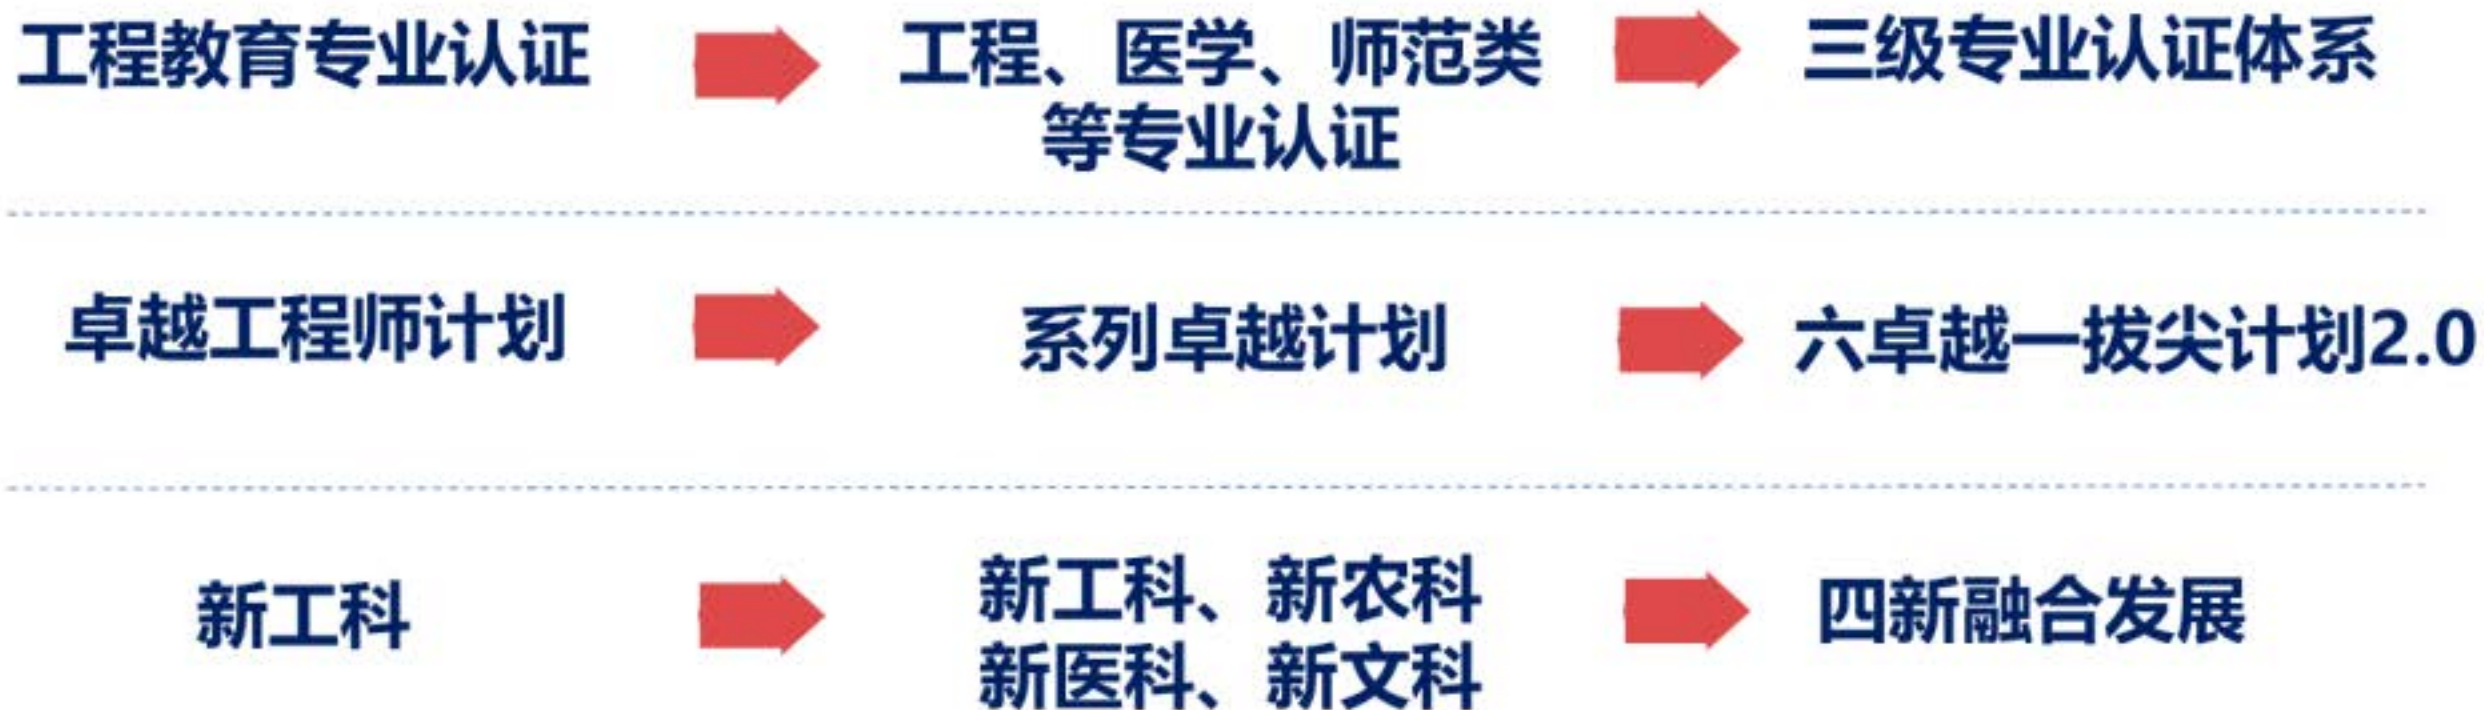 工程教育专业认证
工程、医学、师范类
等专业认证
三级专业认证体系
卓越工程师计划
系列卓越计划
六卓越一拔尖计划2.0
新工科
新工科、新农科
新医科、新文科
四新融合发展